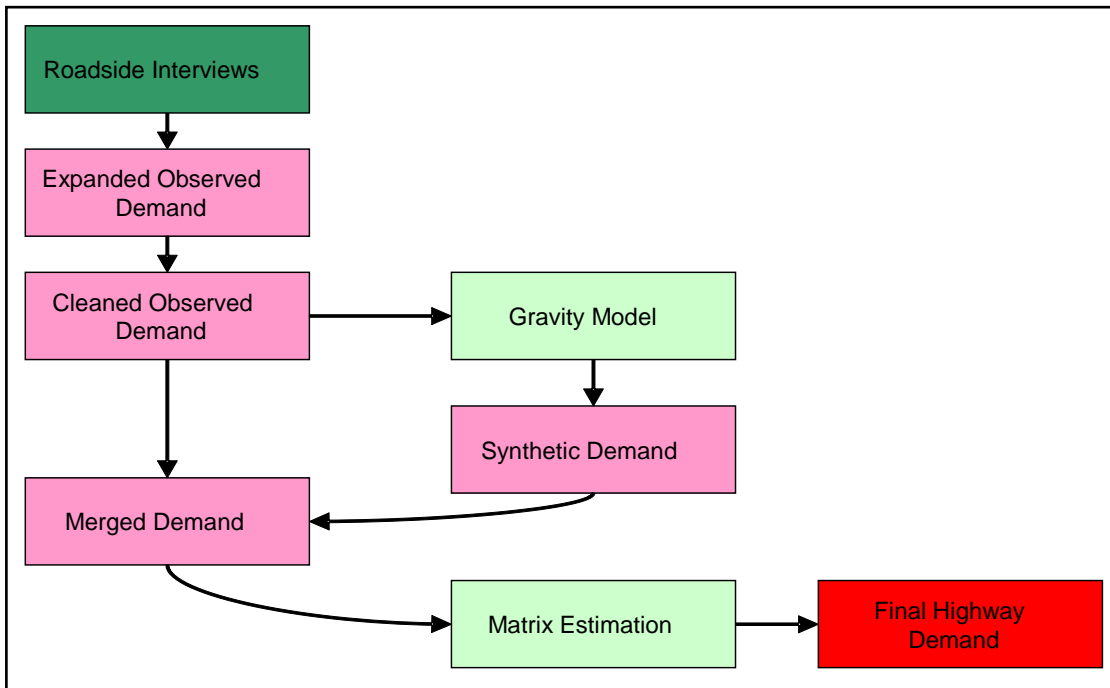 Roadside Interviews
Expanded Observed
Demand
Cleaned Observed
Demand
Gravity Model
Synthetic Demand
Merged Demand
Matrix Estimation
Final Highway
Demand